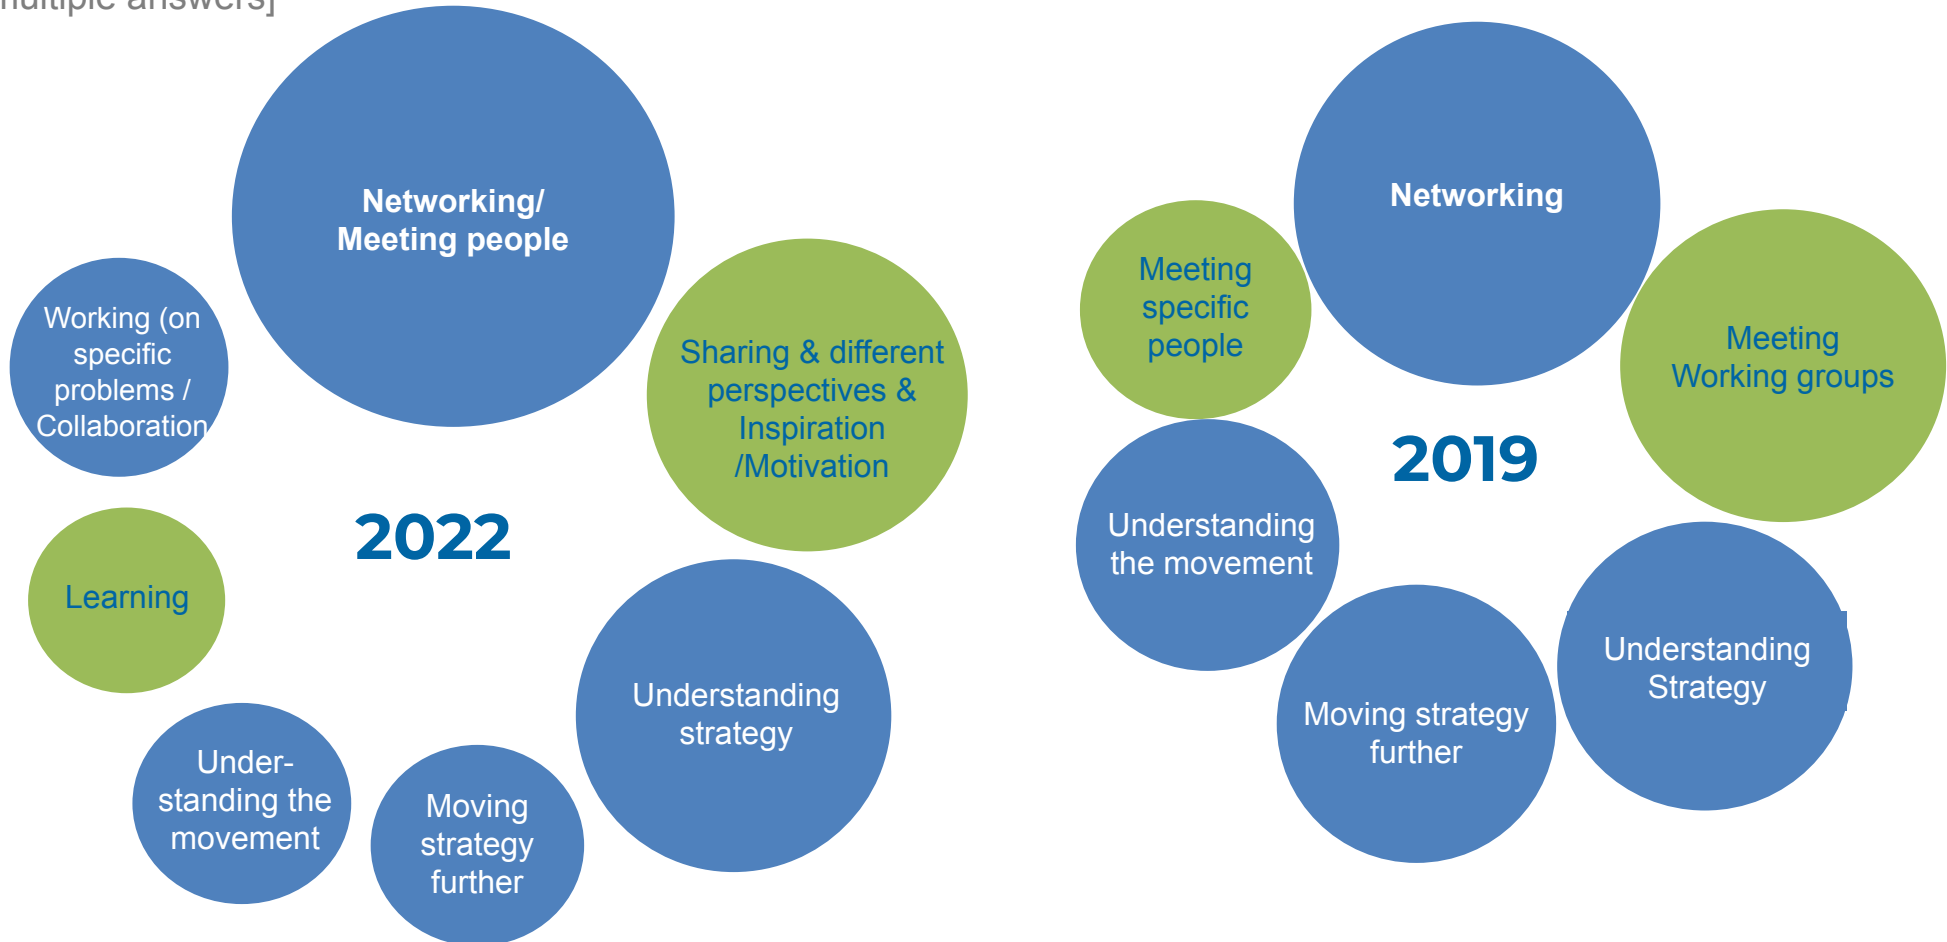 multiple answers]
Networking/
Meeting people
Working (on
specific
problems /
Collaboration
Sharing & different
perspectives &
Inspiration
/Motivation
2022
Learning
Understanding
strategy
Under-
standing the
movement
Moving
strategy
further
Networking
Meeting
specific
people
Meeting
Working groups
2019
Understanding
the movement
Understanding
Strategy
Moving strategy
further